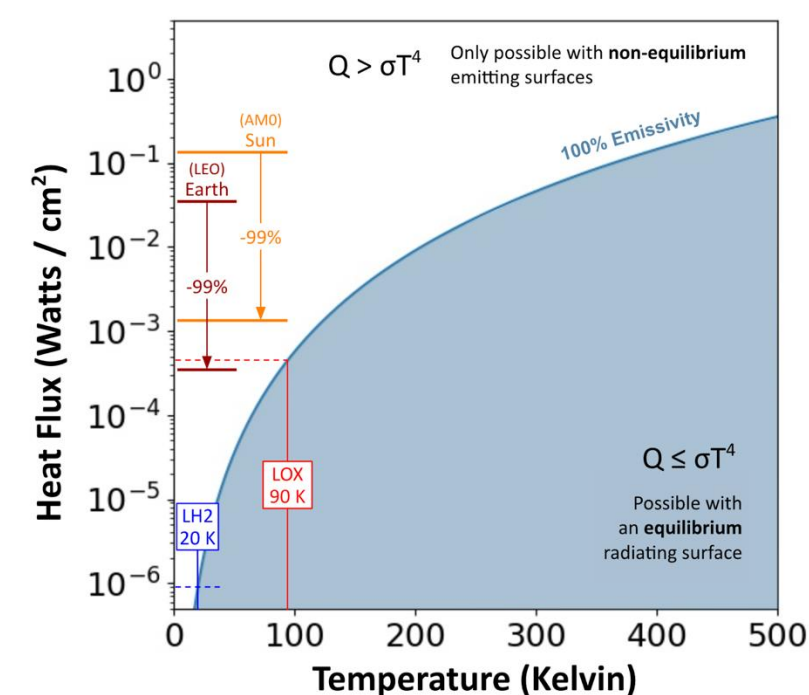 Q > σT⁴
Only possible with non-equilibrium
emitting surfaces
100% Emissivity
(AM0)
Sun
(LEO)
Earth
-99%
-99%
LOX
90 K
LH2
20 K
Q ≤ σT⁴
Possible with
an equilibrium
radiating surface
Heat Flux (Watts / cm²)
10⁰
10⁻¹
10⁻²
10⁻³
10⁻⁴
10⁻⁵
10⁻⁶
0 100 200 300 400 500
Temperature (Kelvin)